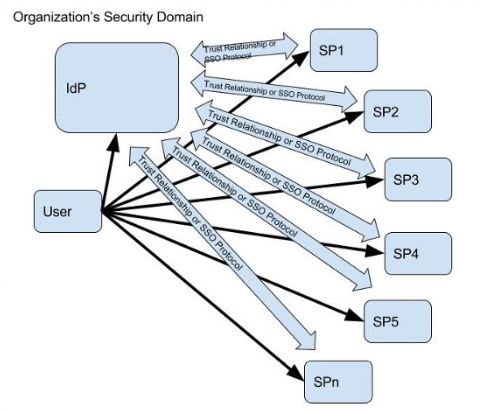 Organization's Security Domain
IdP
Trust Relationship or
SSO Protocol
SP1
Trust Relationship or SSO Protocol
SP2
Trust Relationship or SSO Protocol
SP3
Trust Relationship or SSO Protocol
SP4
Trust Relationship or SSO Protocol
SP5
Trust Relationship or SSO Protocol
SPn
User